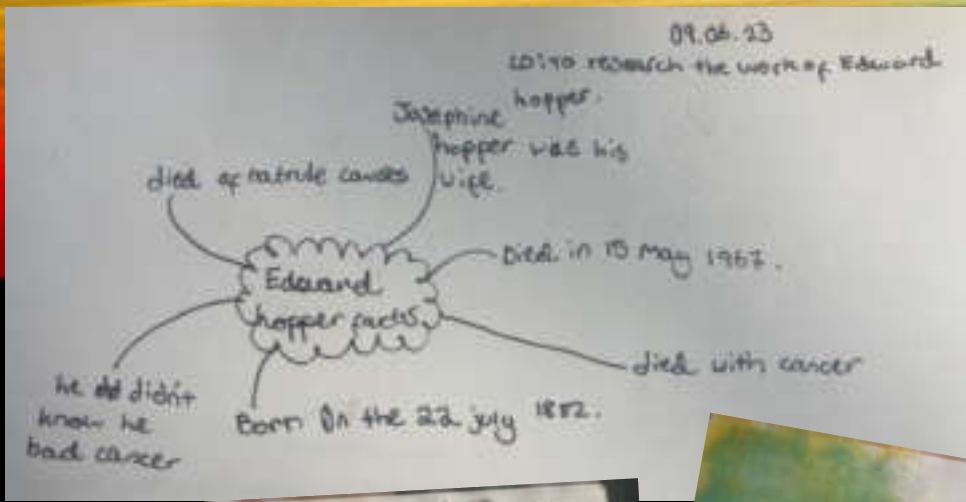 09.06.23
LO: to research the work of Edward
hopper.
Josephine
hopper was his
wife.
died of natrule causes
Died in 15 May 1967.
Edward
hopper facts
died with cancer
he didn't
know he
had cancer
Born On the 22 july 1882.